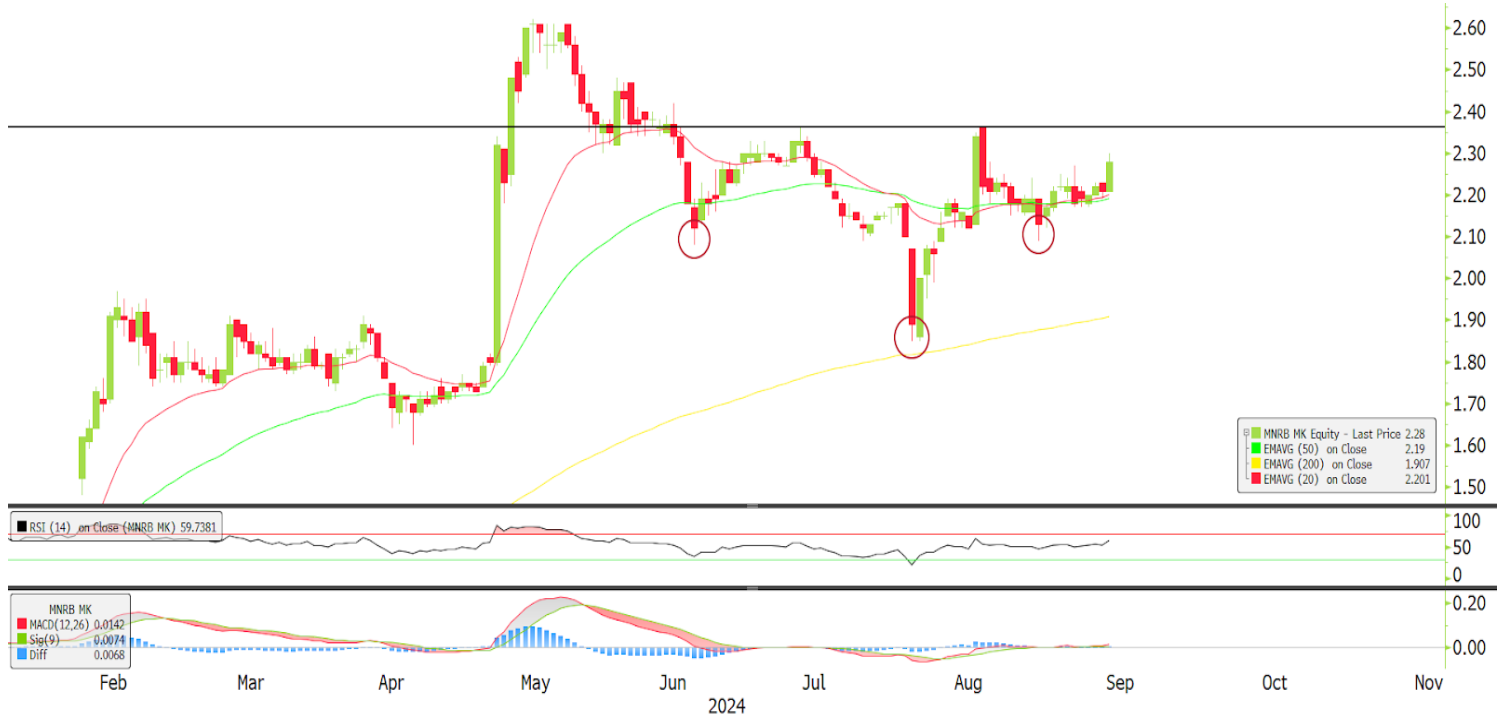 2.60
2.50
2.40
2.30
2.20
2.10
2.00
1.90
1.80
1.70
1.60
1.50
MNRB MK Equity - Last Price 2.28
EMAVG (50) on Close 2.19
EMAVG (200) on Close 1.907
EMAVG (20) on Close 2.201
RSI (14) on Close (MNRB MK) 59.7381
100
50
0
MNRB MK
MACD(12,26) 0.0142
Sig(9) 0.0074
Diff 0.0068
0.20
0.00
Feb Mar Apr May Jun Jul Aug Sep Oct Nov
2024